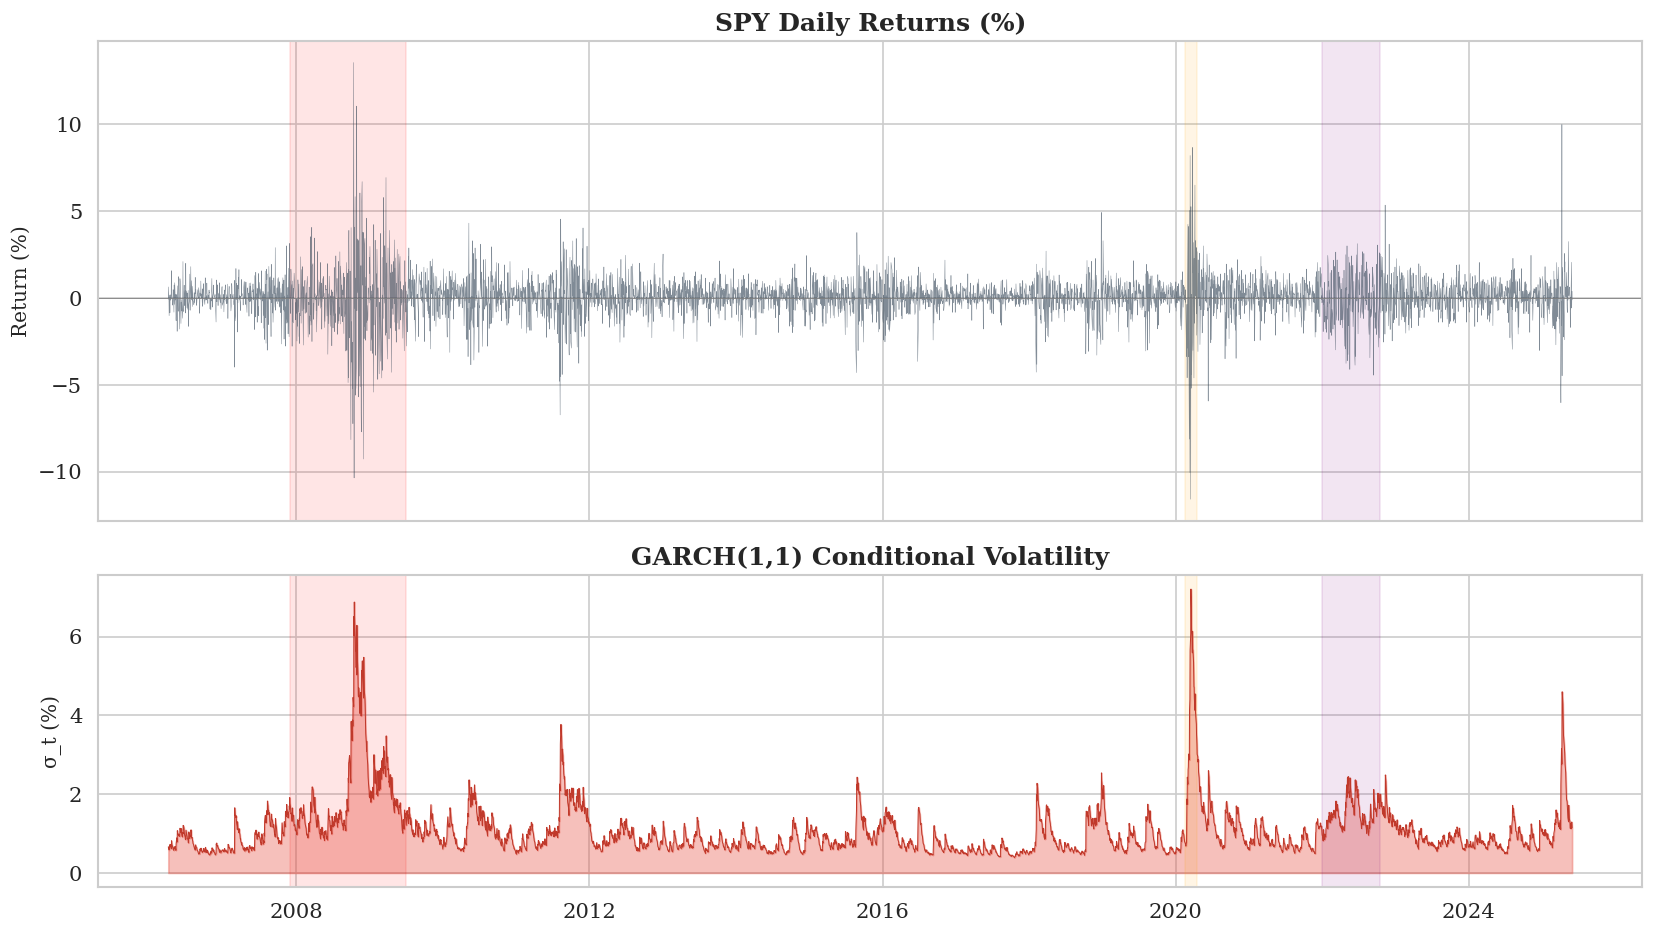 SPY Daily Returns (%)
Return (%)
10
5
0
−5
−10
GARCH(1,1) Conditional Volatility
σ_t (%)
6
4
2
0
2008 2012 2016 2020 2024